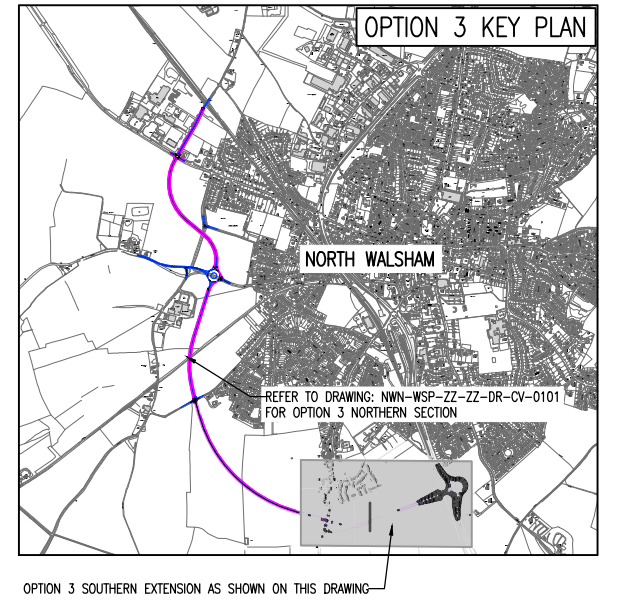 OPTION 3 KEY PLAN
NORTH WALSHAM
REFER TO DRAWING: NWN-WSP-ZZ-ZZ-DR-CV-0101
FOR OPTION 3 NORTHERN SECTION
OPTION 3 SOUTHERN EXTENSION AS SHOWN ON THIS DRAWING